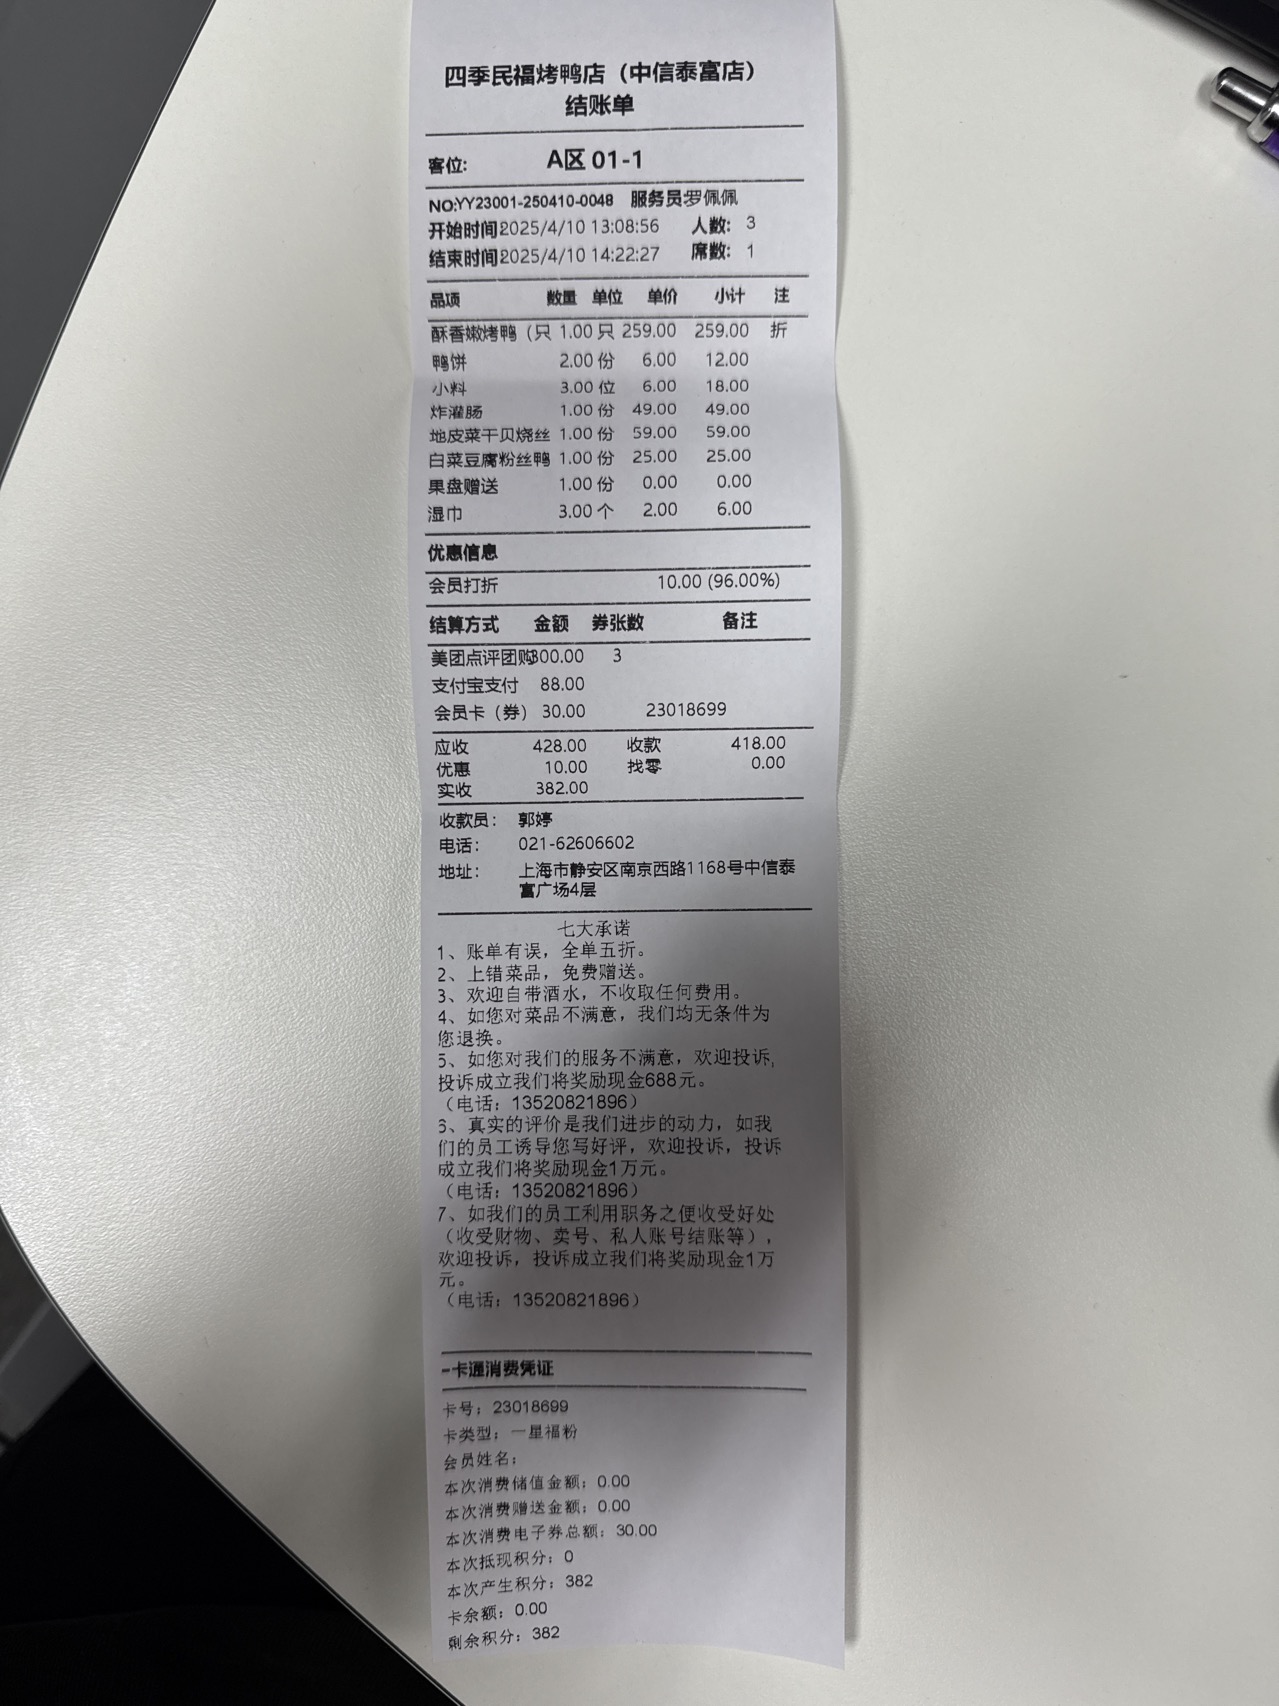 四季民福烤鸭店（中信泰富店）
结账单
客位: A区 01-1
NO:YY23001-250410-0048 服务员:罗佩佩
开始时间:2025/4/10 13:08:56 人数: 3
结束时间:2025/4/10 14:22:27 席数: 1
品项 数量 单位 单价 小计 注
酥香嫩烤鸭（只 1.00 只 259.00 259.00 折
鸭饼 2.00 份 6.00 12.00
小料 3.00 位 6.00 18.00
炸灌肠 1.00 份 49.00 49.00
地皮菜干贝烧丝 1.00 份 59.00 59.00
白菜豆腐粉丝鸭 1.00 份 25.00 25.00
果盘赠送 1.00 份 0.00 0.00
湿巾 3.00 个 2.00 6.00
优惠信息
会员打折 10.00 (96.00%)
结算方式 金额 券张数 备注
美团点评团购300.00 3
支付宝支付 88.00
会员卡（券） 30.00 23018699
应收 428.00 收款 418.00
优惠 10.00 找零 0.00
实收 382.00
收款员: 郭婷
电话: 021-62606602
地址: 上海市静安区南京西路1168号中信泰
富广场4层
七大承诺
1、账单有误，全单五折。
2、上错菜品，免费赠送。
3、欢迎自带酒水，不收取任何费用。
4、如您对菜品不满意，我们均无条件为
您退换。
5、如您对我们的服务不满意，欢迎投诉，
投诉成立我们将奖励现金688元。
（电话：13520821896）
6、真实的评价是我们进步的动力，如我
们的员工诱导您写好评，欢迎投诉，投诉
成立我们将奖励现金1万元。
（电话：13520821896）
7、如我们的员工利用职务之便收受好处
（收受财物、卖号、私人账号结账等），
欢迎投诉，投诉成立我们将奖励现金1万
元。
（电话：13520821896）
一卡通消费凭证
卡号：23018699
卡类型：一星福粉
会员姓名：
本次消费储值金额：0.00
本次消费赠送金额：0.00
本次消费电子券总额：30.00
本次抵现积分：0
本次产生积分：382
卡余额：0.00
剩余积分：382